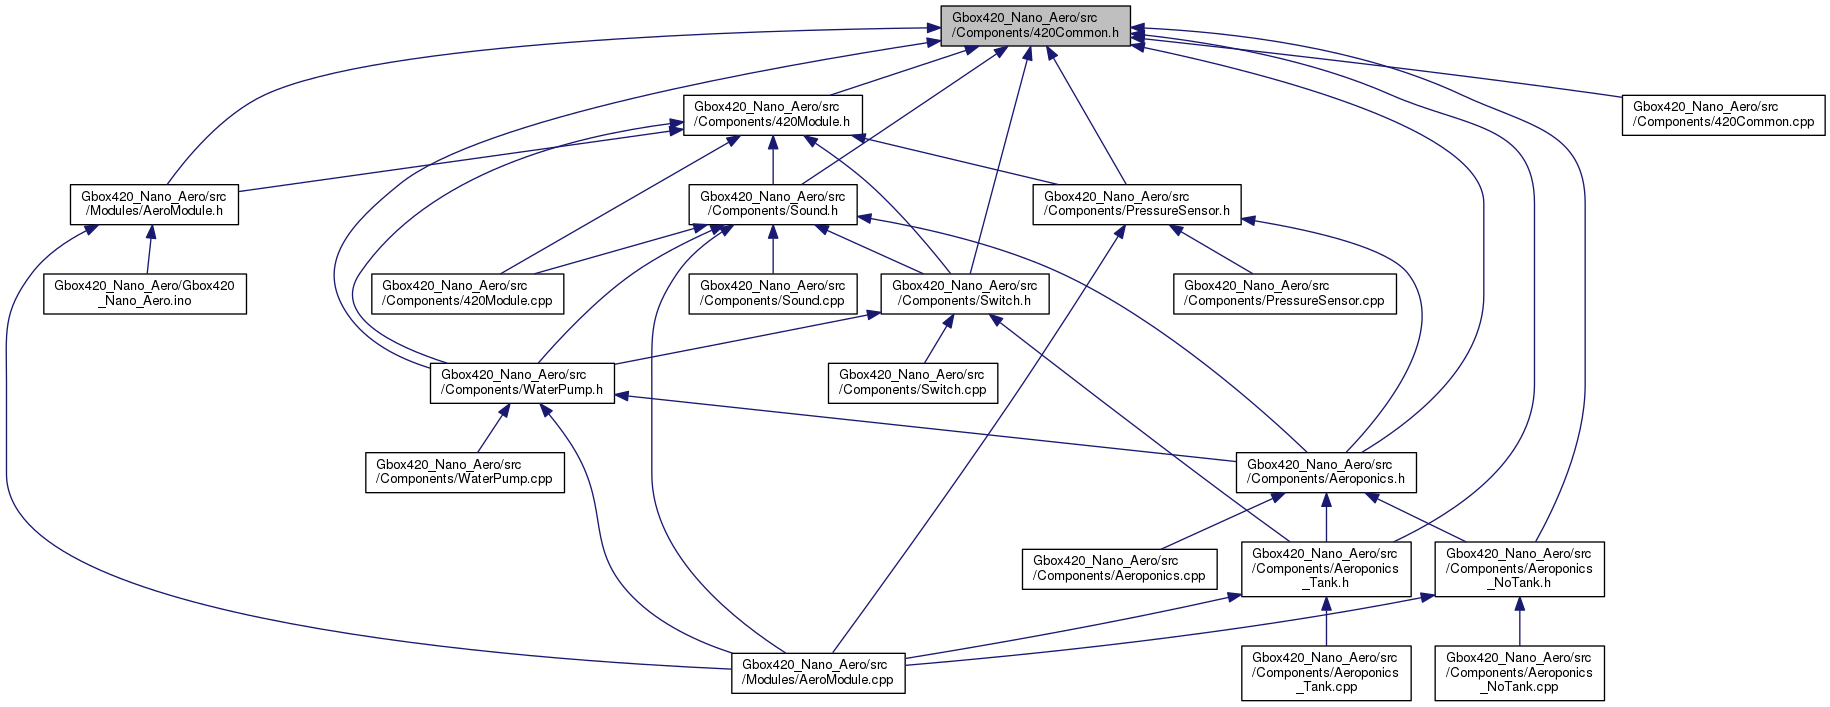 Gbox420_Nano_Aero/src
/Components/420Common.h
Gbox420_Nano_Aero/src
/Components/420Module.h
Gbox420_Nano_Aero/src
/Components/420Common.cpp
Gbox420_Nano_Aero/src
/Modules/AeroModule.h
Gbox420_Nano_Aero/src
/Components/Sound.h
Gbox420_Nano_Aero/src
/Components/PressureSensor.h
Gbox420_Nano_Aero/Gbox420
_Nano_Aero.ino
Gbox420_Nano_Aero/src
/Components/420Module.cpp
Gbox420_Nano_Aero/src
/Components/Sound.cpp
Gbox420_Nano_Aero/src
/Components/Switch.h
Gbox420_Nano_Aero/src
/Components/PressureSensor.cpp
Gbox420_Nano_Aero/src
/Components/WaterPump.h
Gbox420_Nano_Aero/src
/Components/Switch.cpp
Gbox420_Nano_Aero/src
/Components/WaterPump.cpp
Gbox420_Nano_Aero/src
/Components/Aeroponics.h
Gbox420_Nano_Aero/src
/Components/Aeroponics.cpp
Gbox420_Nano_Aero/src
/Components/Aeroponics
_Tank.h
Gbox420_Nano_Aero/src
/Components/Aeroponics
_NoTank.h
Gbox420_Nano_Aero/src
/Modules/AeroModule.cpp
Gbox420_Nano_Aero/src
/Components/Aeroponics
_Tank.cpp
Gbox420_Nano_Aero/src
/Components/Aeroponics
_NoTank.cpp